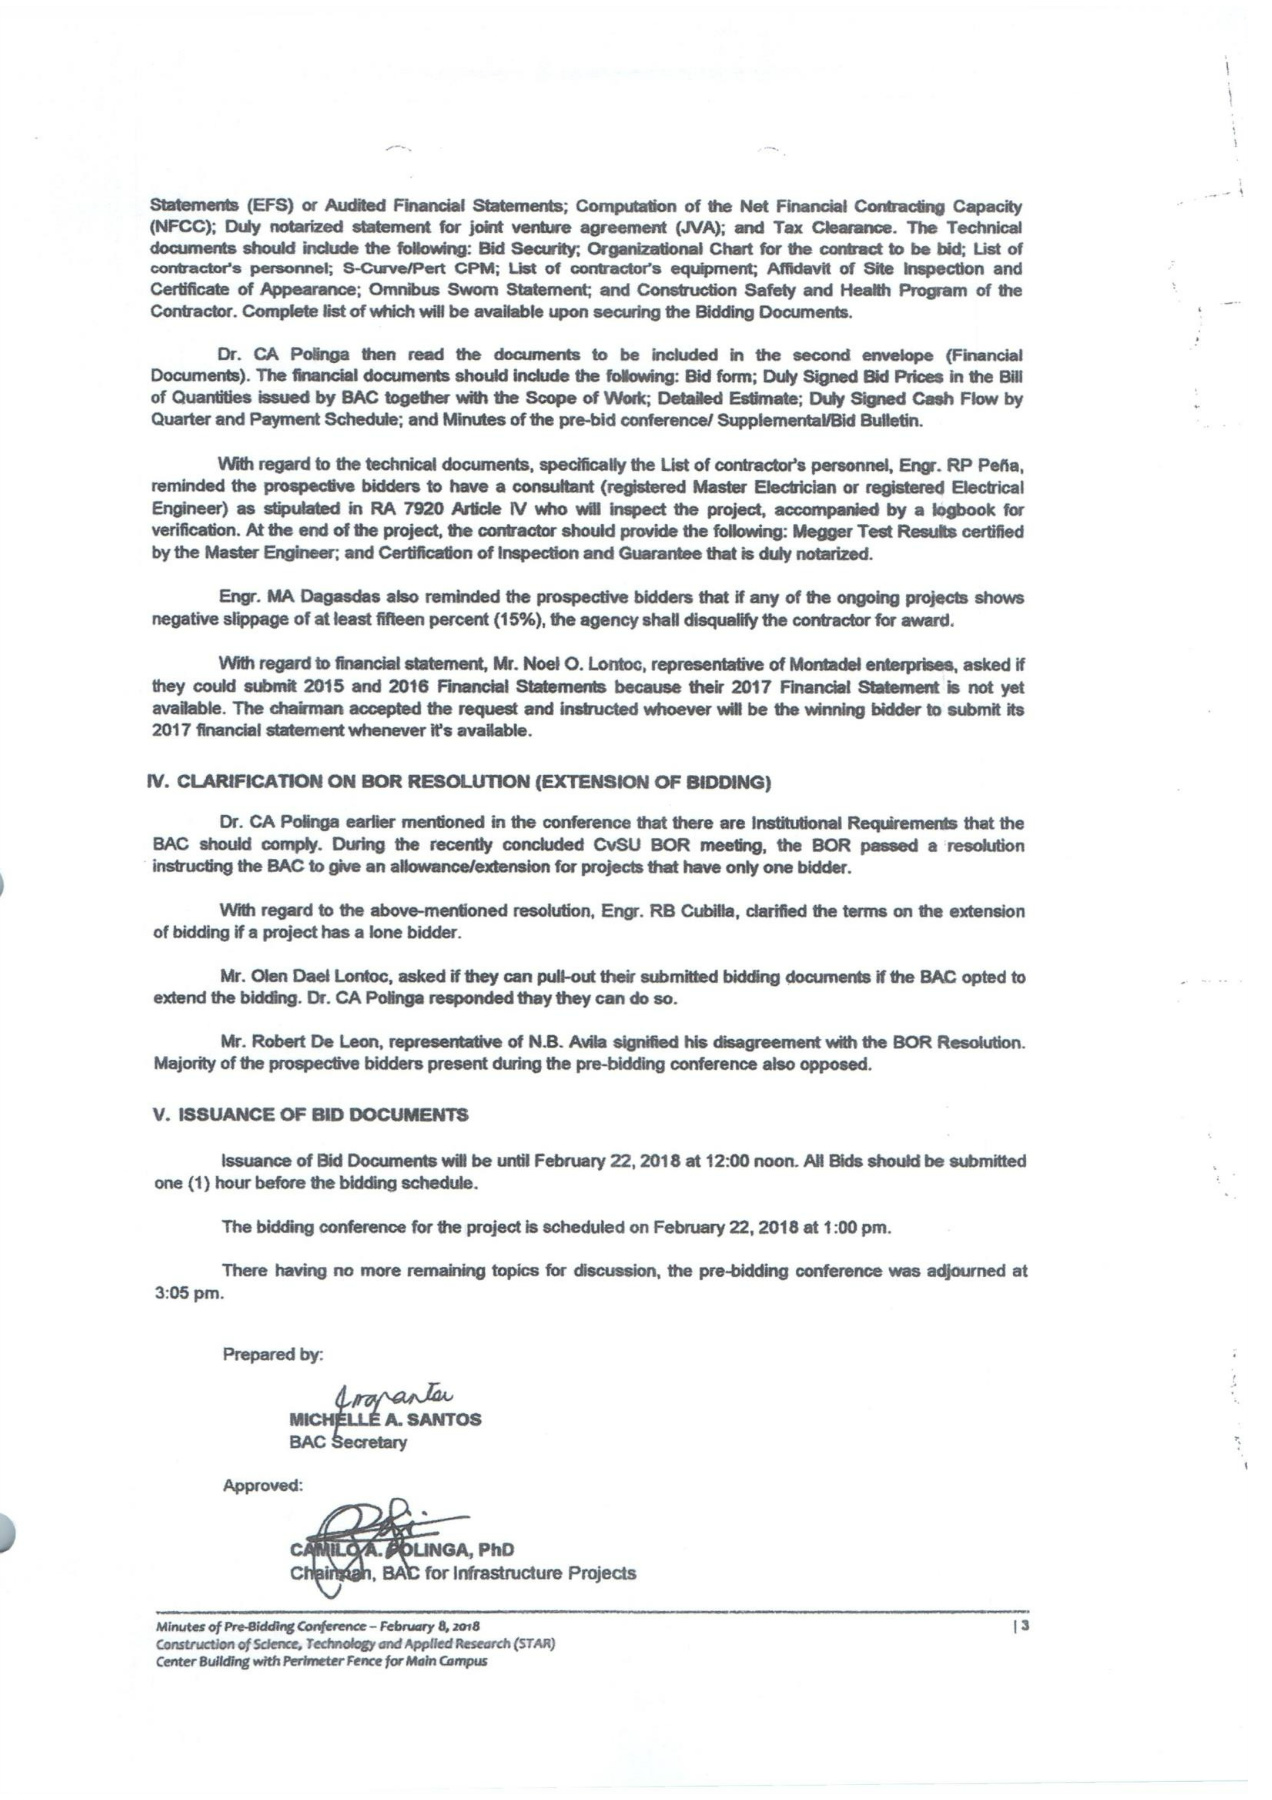 Statements (EFS) or Audited Financial Statements; Computation of the Net Financial Contracting Capacity
(NFCC); Duly notarized statement for joint venture agreement (JVA); and Tax Clearance. The Technical
documents should include the following: Bid Security; Organizational Chart for the contract to be bid; List of
contractor's personnel; S-Curve/Pert CPM; List of contractor's equipment; Affidavit of Site Inspection and
Certificate of Appearance; Omnibus Sworn Statement; and Construction Safety and Health Program of the
Contractor. Complete list of which will be available upon securing the Bidding Documents.
Dr. CA Polinga then read the documents to be included in the second envelope (Financial
Documents). The financial documents should include the following: Bid form; Duly Signed Bid Prices in the Bill
of Quantities issued by BAC together with the Scope of Work; Detailed Estimate; Duly Signed Cash Flow by
Quarter and Payment Schedule; and Minutes of the pre-bid conference/ Supplemental/Bid Bulletin.
With regard to the technical documents, specifically the List of contractor's personnel, Engr. RP Peña,
reminded the prospective bidders to have a consultant (registered Master Electrician or registered Electrical
Engineer) as stipulated in RA 7920 Article IV who will inspect the project, accompanied by a logbook for
verification. At the end of the project, the contractor should provide the following: Megger Test Results certified
by the Master Engineer; and Certification of Inspection and Guarantee that is duly notarized.
Engr. MA Dagasdas also reminded the prospective bidders that if any of the ongoing projects shows
negative slippage of at least fifteen percent (15%), the agency shall disqualify the contractor for award.
With regard to financial statement, Mr. Noel O. Lontoc, representative of Montadel enterprises, asked if
they could submit 2015 and 2016 Financial Statements because their 2017 Financial Statement is not yet
available. The chairman accepted the request and instructed whoever will be the winning bidder to submit its
2017 financial statement whenever it's available.
IV. CLARIFICATION ON BOR RESOLUTION (EXTENSION OF BIDDING)
Dr. CA Polinga earlier mentioned in the conference that there are Institutional Requirements that the
BAC should comply. During the recently concluded CvSU BOR meeting, the BOR passed a resolution
instructing the BAC to give an allowance/extension for projects that have only one bidder.
With regard to the above-mentioned resolution, Engr. RB Cubilla, clarified the terms on the extension
of bidding if a project has a lone bidder.
Mr. Olen Dael Lontoc, asked if they can pull-out their submitted bidding documents if the BAC opted to
extend the bidding. Dr. CA Polinga responded thay they can do so.
Mr. Robert De Leon, representative of N.B. Avila signified his disagreement with the BOR Resolution.
Majority of the prospective bidders present during the pre-bidding conference also opposed.
V. ISSUANCE OF BID DOCUMENTS
Issuance of Bid Documents will be until February 22, 2018 at 12:00 noon. All Bids should be submitted
one (1) hour before the bidding schedule.
The bidding conference for the project is scheduled on February 22, 2018 at 1:00 pm.
There having no more remaining topics for discussion, the pre-bidding conference was adjourned at
3:05 pm.
Prepared by:
MICHELLE A. SANTOS
BAC Secretary
Approved:
CAMILO A. POLINGA, PhD
Chairman, BAC for Infrastructure Projects
Minutes of Pre-Bidding Conference – February 8, 2018 | 3
Construction of Science, Technology and Applied Research (STAR)
Center Building with Perimeter Fence for Main Campus